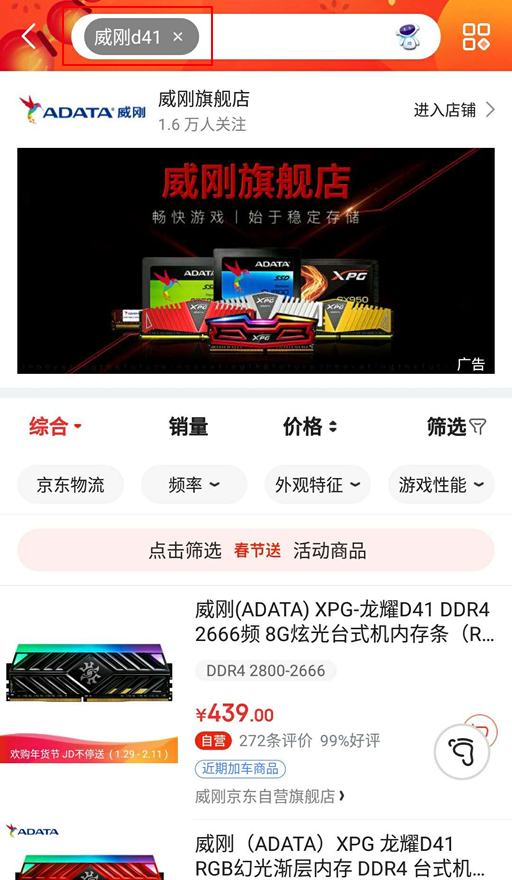 威刚d41 ×
ADATA 威刚
威刚旗舰店
1.6 万人关注
进入店铺
威刚旗舰店
畅快游戏 | 始于稳定存储
ADATA
ADATA
SSD
XPG
XPG
XPG
XPG
XPG
广告
综合
销量
价格
筛选
京东物流
频率
外观特征
游戏性能
点击筛选 春节送 活动商品
威刚(ADATA) XPG-龙耀D41 DDR4
2666频 8G炫光台式机内存条（R...
DDR4 2800-2666
¥439.00
自营 272条评价 99%好评
近期加车商品
威刚京东自营旗舰店
欢购年货节 JD不停送（1.29-2.11）
ADATA
威刚（ADATA）XPG 龙耀D41
RGB幻光渐层内存 DDR4 台式机...